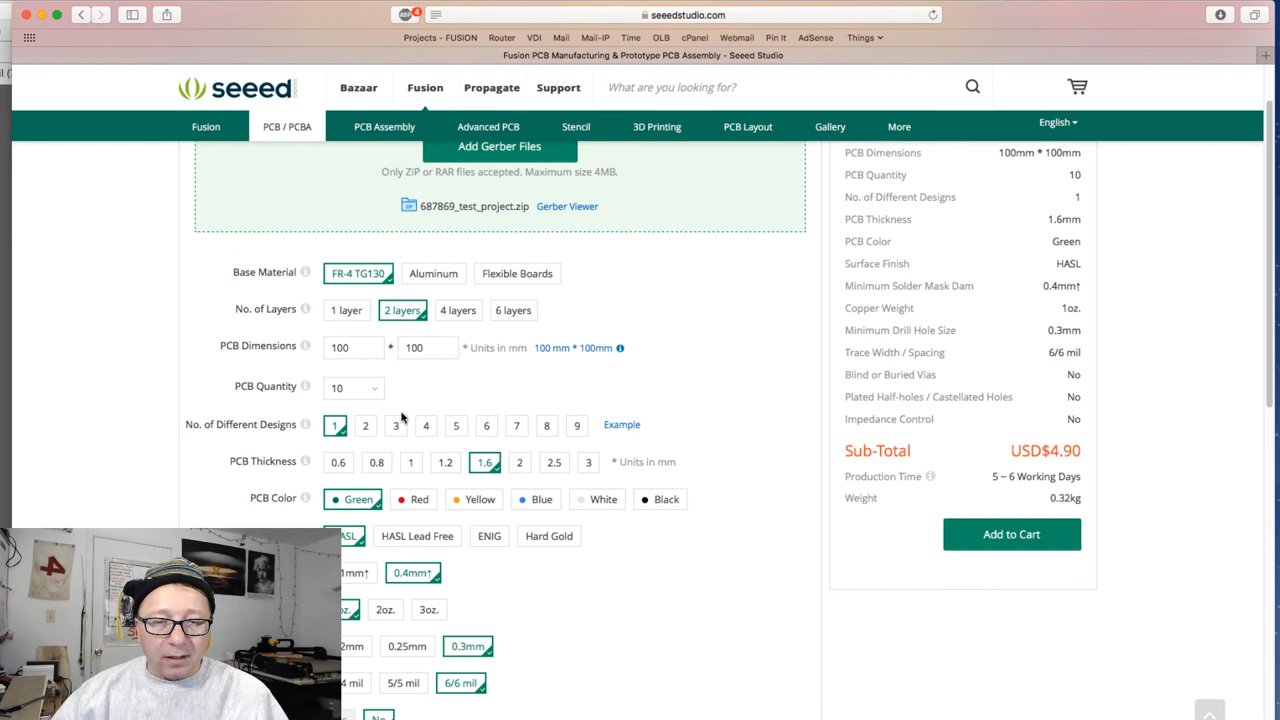 4
seeedstudio.com
Projects - FUSION Router VDI Mail Mail-IP Time OLB cPanel Webmail Pin It AdSense Things
Fusion PCB Manufacturing & Prototype PCB Assembly - Seeed Studio
seeed Bazaar Fusion Propagate Support What are you looking for?
Fusion PCB / PCBA PCB Assembly Advanced PCB Stencil 3D Printing PCB Layout Gallery More English
Add Gerber Files
Only ZIP or RAR files accepted. Maximum size 4MB.
687869_test_project.zip Gerber Viewer
Base Material FR-4 TG130 Aluminum Flexible Boards
No. of Layers 1 layer 2 layers 4 layers 6 layers
PCB Dimensions 100 * 100 * Units in mm 100 mm * 100mm
PCB Quantity 10
No. of Different Designs 1 2 3 4 5 6 7 8 9 Example
PCB Thickness 0.6 0.8 1 1.2 1.6 2 2.5 3 * Units in mm
PCB Color Green Red Yellow Blue White Black
ASL HASL Lead Free ENIG Hard Gold
1mm↑ 0.4mm↑
oz. 2oz. 3oz.
2mm 0.25mm 0.3mm
4 mil 5/5 mil 6/6 mil
No
PCB Dimensions 100mm * 100mm
PCB Quantity 10
No. of Different Designs 1
PCB Thickness 1.6mm
PCB Color Green
Surface Finish HASL
Minimum Solder Mask Dam 0.4mm↑
Copper Weight 1oz.
Minimum Drill Hole Size 0.3mm
Trace Width / Spacing 6/6 mil
Blind or Buried Vias No
Plated Half-holes / Castellated Holes No
Impedance Control No
Sub-Total USD$4.90
Production Time 5 ~ 6 Working Days
Weight 0.32kg
Add to Cart
4